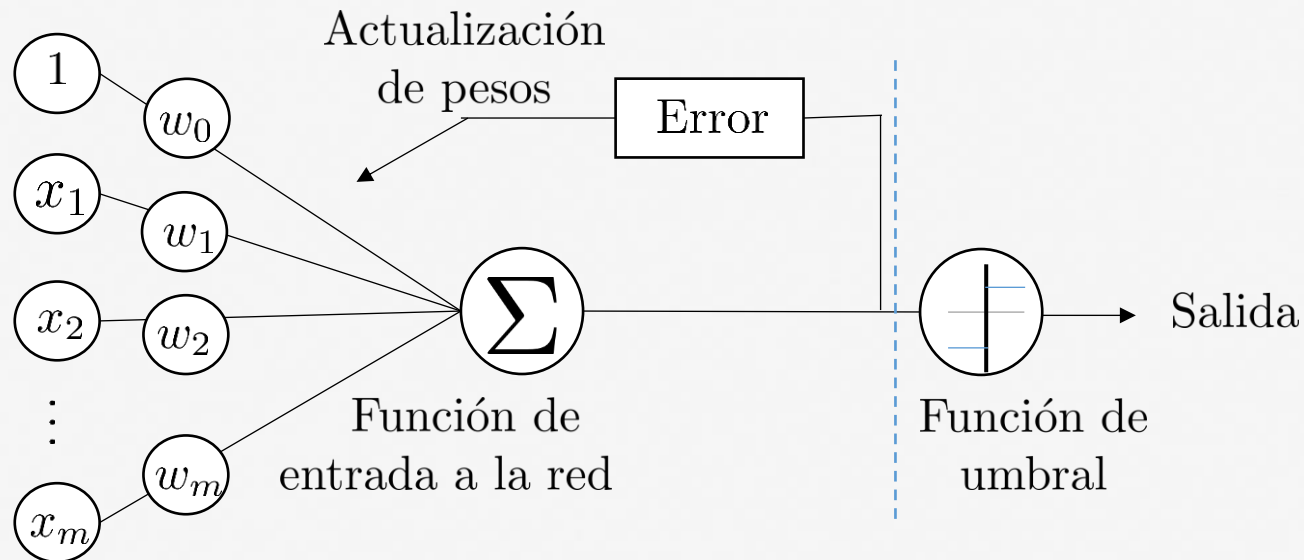 1
w₀
x₁
w₁
x₂
w₂
⋮
wₘ
xₘ
Actualización
de pesos
Error
Σ
Función de
entrada a la red
Función de
umbral
Salida